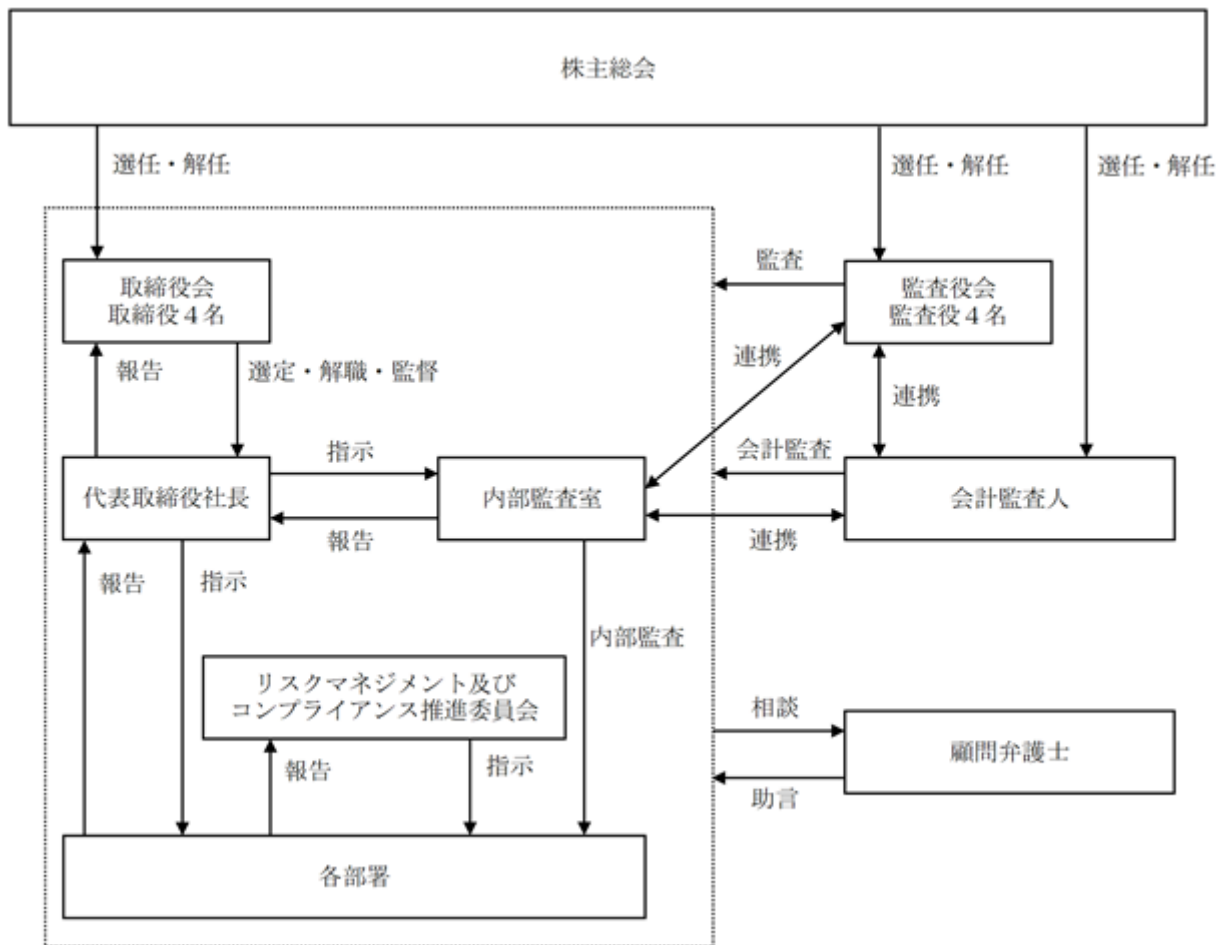 株主総会
選任・解任
選任・解任
選任・解任
取締役会
取締役４名
監査
監査役会
監査役４名
報告
選定・解職・監督
連携
連携
代表取締役社長
指示
報告
内部監査室
会計監査
連携
会計監査人
報告
指示
内部監査
リスクマネジメント及び
コンプライアンス推進委員会
報告
指示
相談
助言
顧問弁護士
各部署